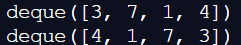 deque([3, 7, 1, 4])
deque([4, 1, 7, 3])